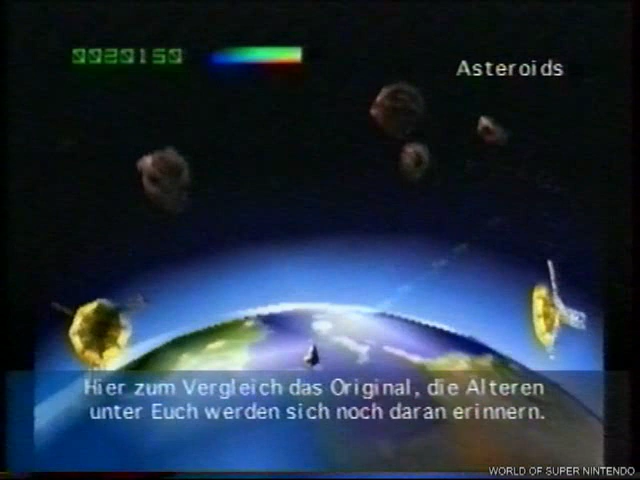 0020150
Asteroids
Hier zum Vergleich das Original, die Älteren
unter Euch werden sich noch daran erinnern.
WORLD OF SUPER NINTENDO